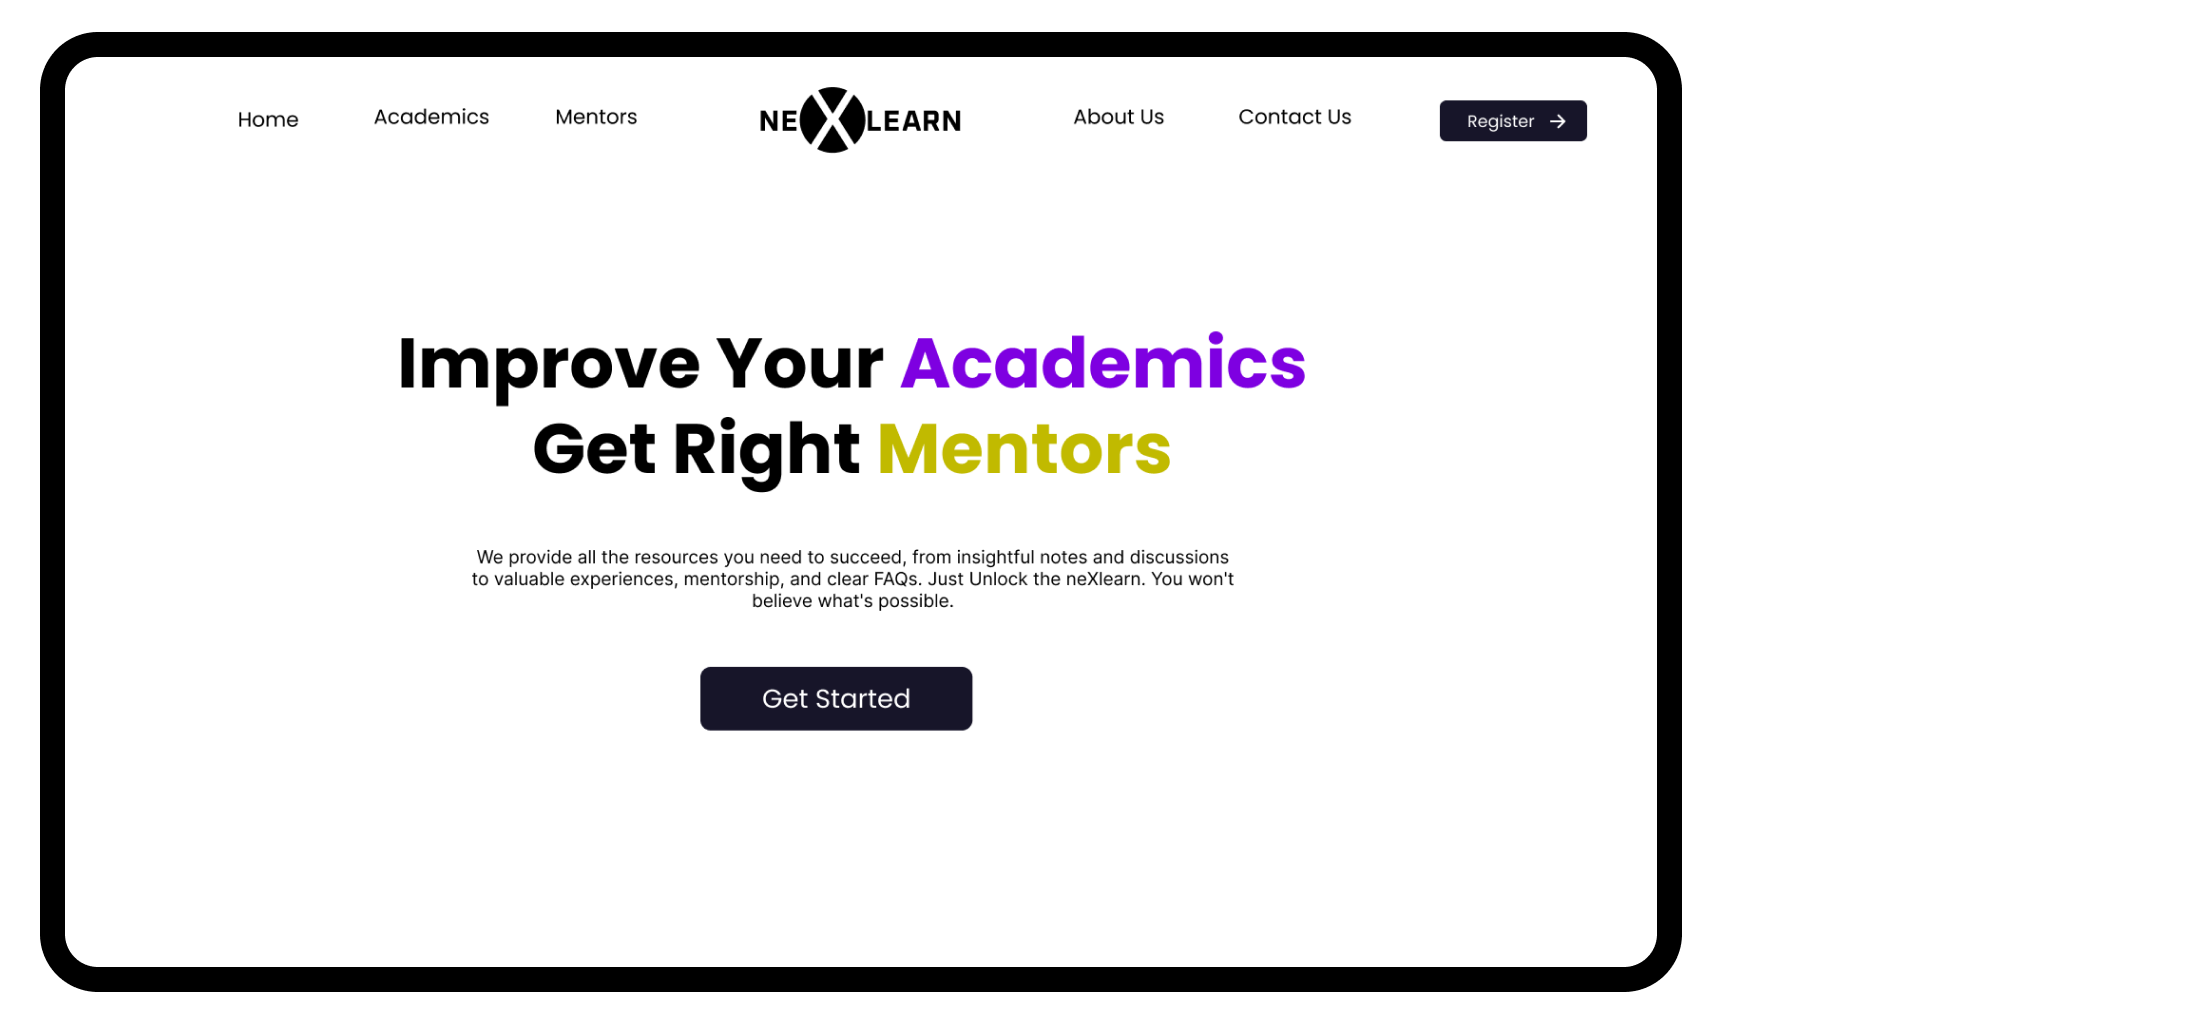 Home Academics Mentors NEXLEARN About Us Contact Us Register →
Improve Your Academics
Get Right Mentors
We provide all the resources you need to succeed, from insightful notes and discussions
to valuable experiences, mentorship, and clear FAQs. Just Unlock the neXlearn. You won't
believe what's possible.
Get Started